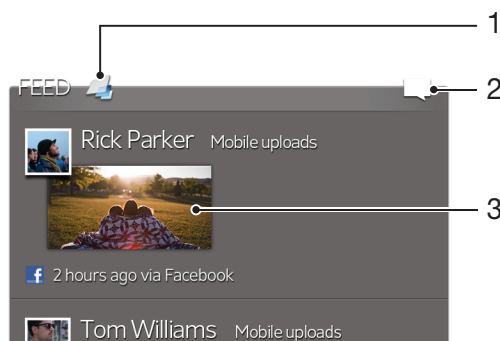 1
FEED
2
Rick Parker Mobile uploads
3
f 2 hours ago via Facebook
Tom Williams Mobile uploads